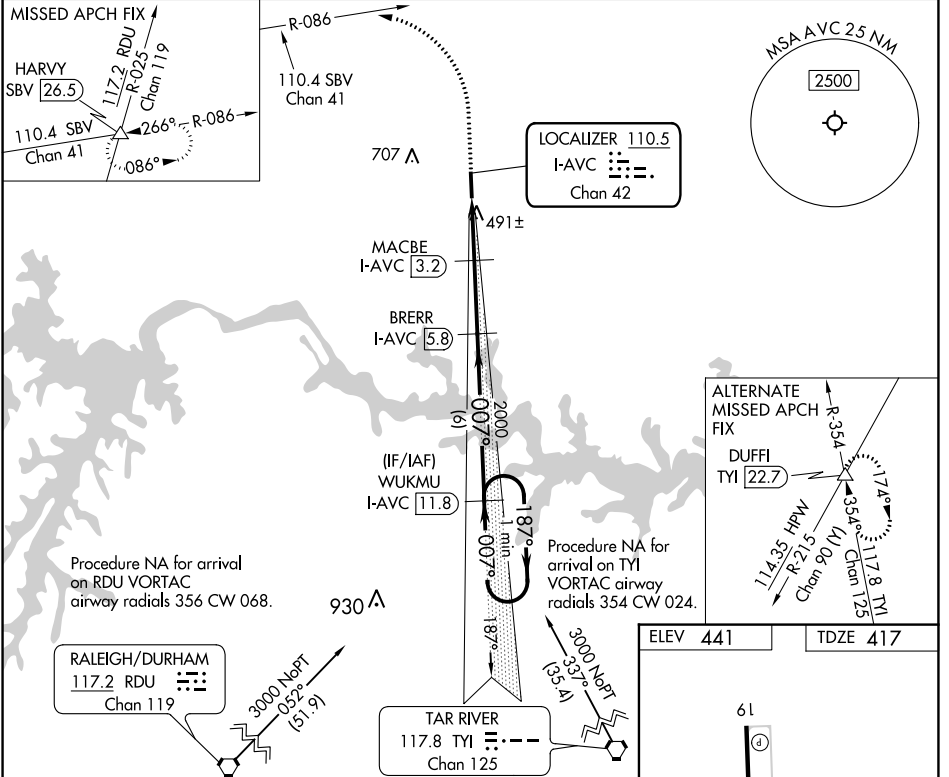 MISSED APCH FIX
HARVY
SBV 26.5
117.2 RDU
R-025
Chan 119
110.4 SBV
Chan 41
266°
R-086
086°
R-086
110.4 SBV
Chan 41
MSA AVC 25 NM
2500
LOCALIZER 110.5
I-AVC
Chan 42
707
491±
MACBE
I-AVC 3.2
BRERR
I-AVC 5.8
2000
007°
(6)
(IF/IAF)
WUKMU
I-AVC 11.8
187°
1 min
007°
187°
ALTERNATE
MISSED APCH
FIX
DUFFI
TYI 22.7
R-354
174°
354°
114.35 HPW
R-215
Chan 90 (Y)
117.8 TYI
Chan 125
Procedure NA for arrival
on RDU VORTAC
airway radials 356 CW 068.
930
Procedure NA for
arrival on TYI
VORTAC airway
radials 354 CW 024.
RALEIGH/DURHAM
117.2 RDU
Chan 119
3000 NoPT
052°
(51.9)
TAR RIVER
117.8 TYI
Chan 125
3000 NoPT
337°
(35.4)
ELEV 441
TDZE 417
19
P